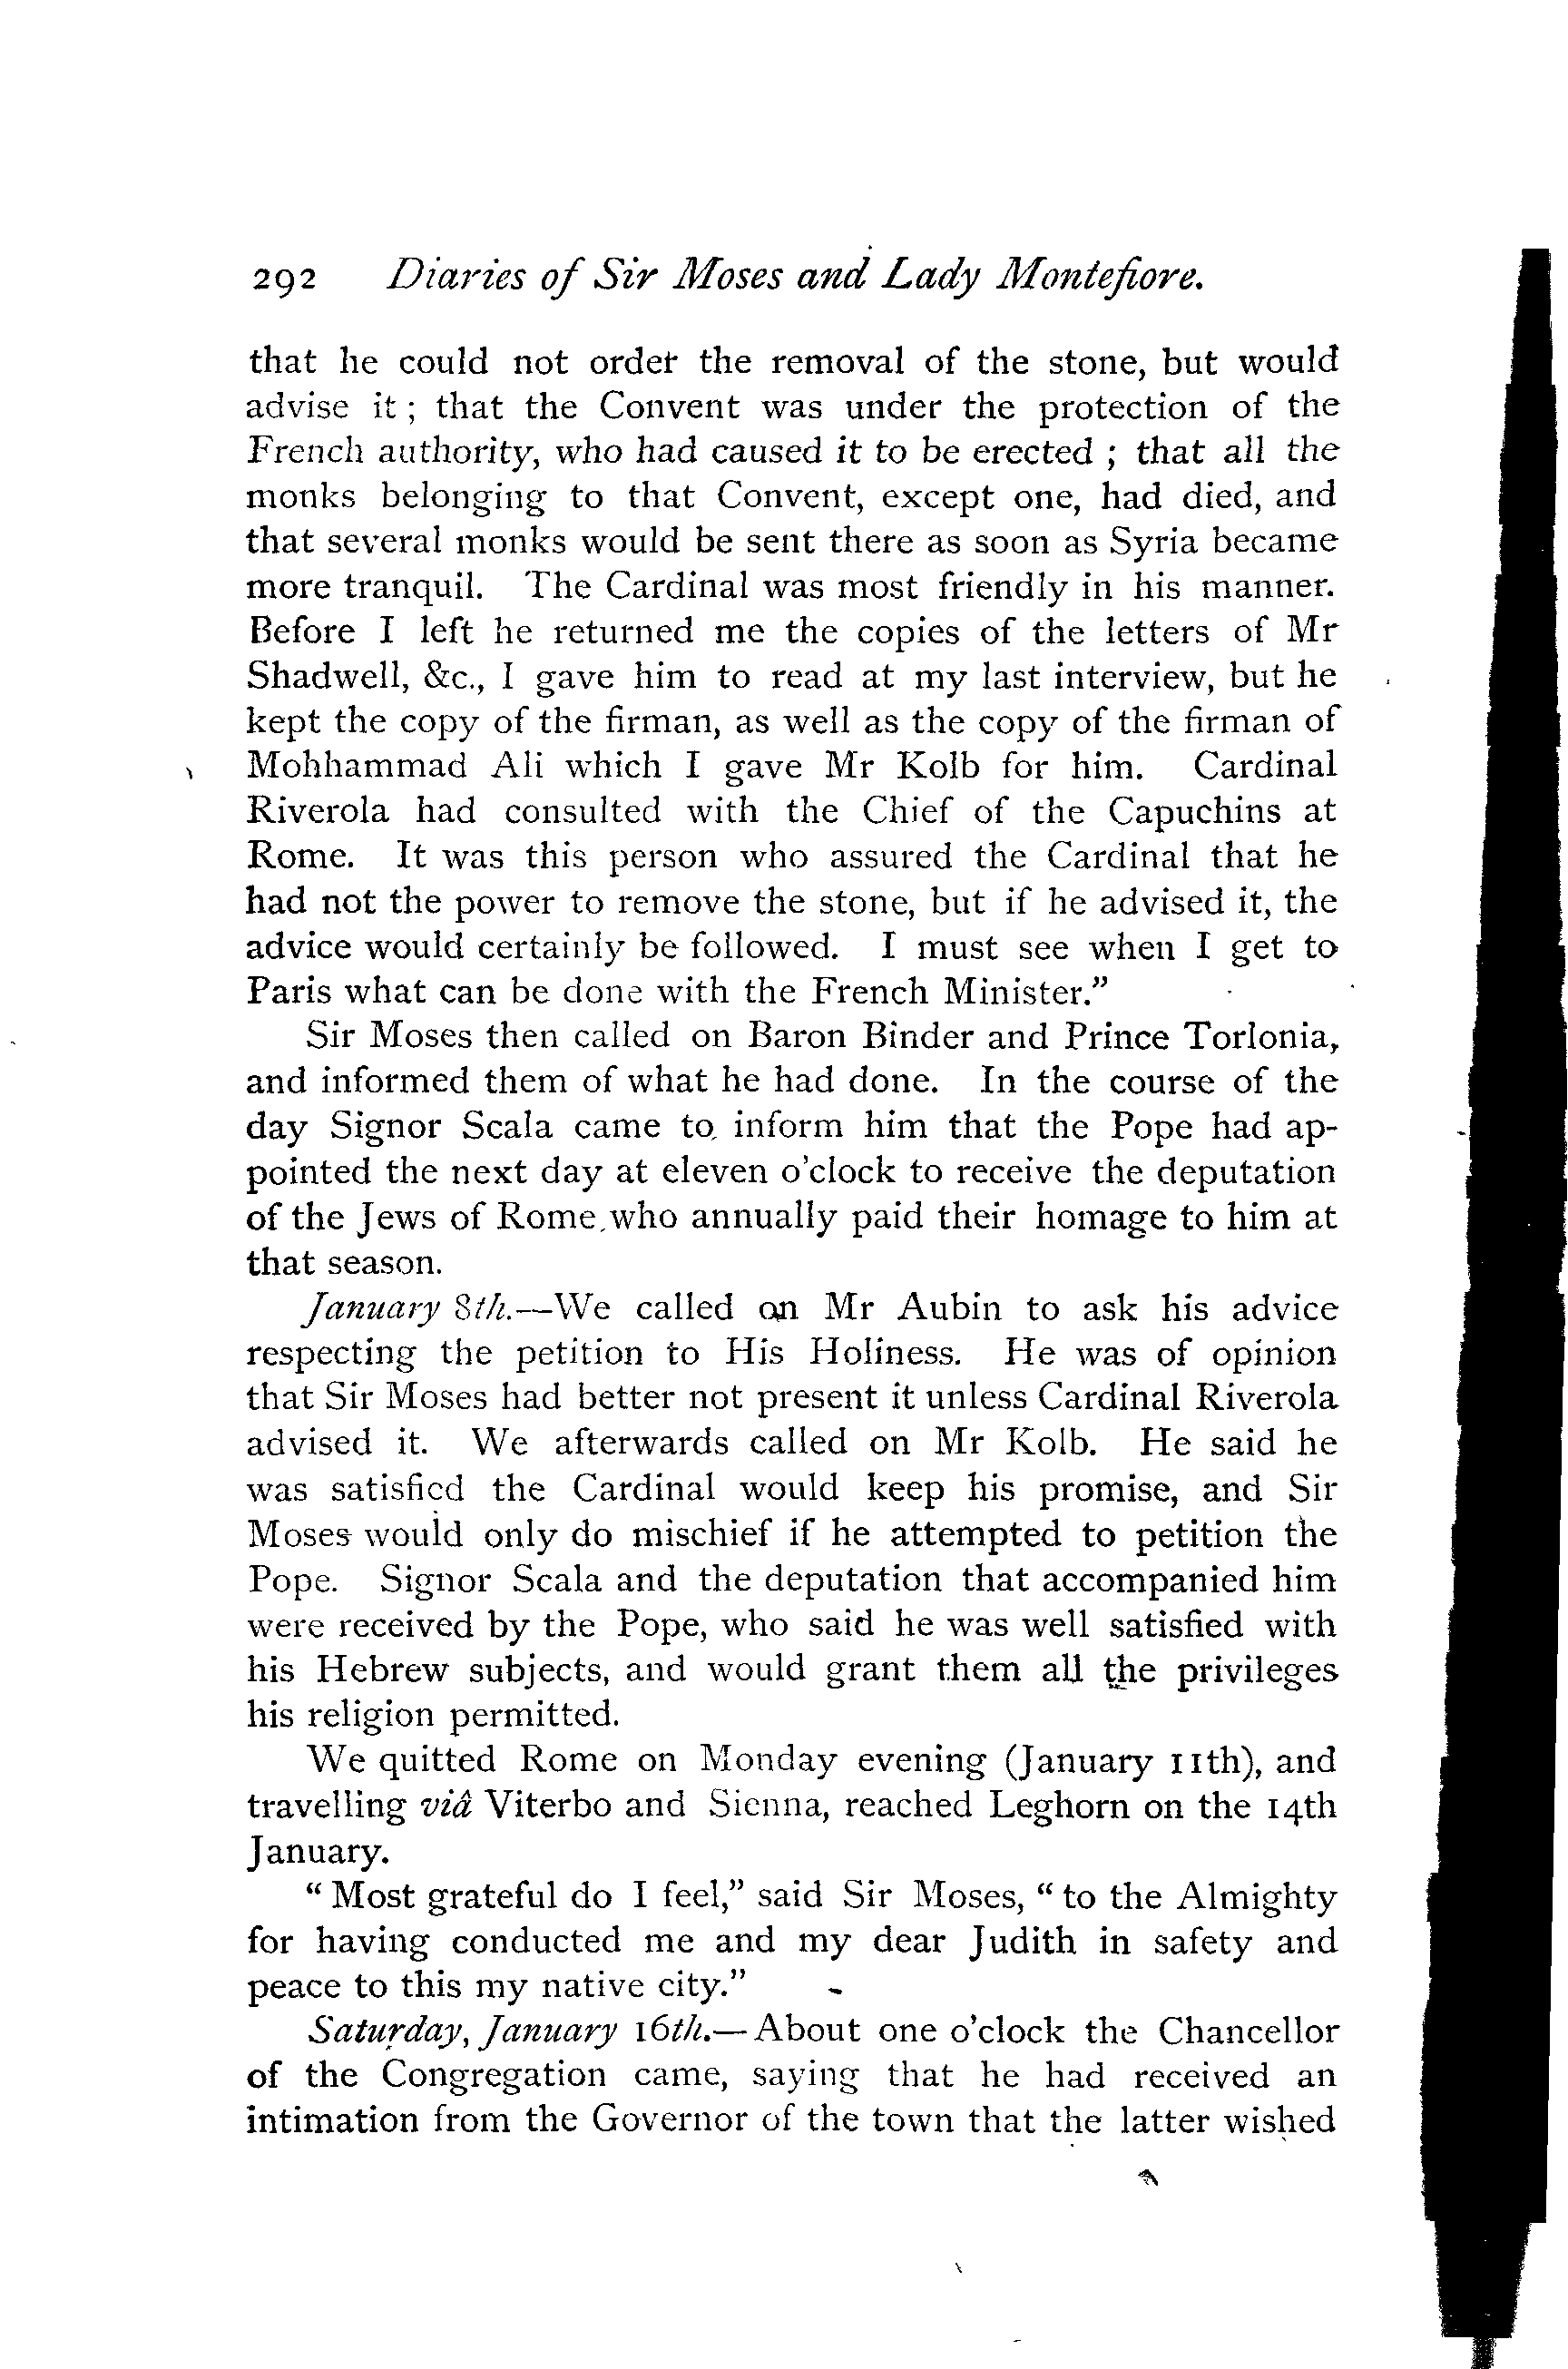 292 Diaries of Sir Moses and Lady Montefiore.
that he could not order the removal of the stone, but would
advise it ; that the Convent was under the protection of the
French authority, who had caused it to be erected ; that all the
monks belonging to that Convent, except one, had died, and
that several monks would be sent there as soon as Syria became
more tranquil. The Cardinal was most friendly in his manner.
Before I left he returned me the copies of the letters of Mr
Shadwell, &c., I gave him to read at my last interview, but he
kept the copy of the firman, as well as the copy of the firman of
Mohhammad Ali which I gave Mr Kolb for him. Cardinal
Riverola had consulted with the Chief of the Capuchins at
Rome. It was this person who assured the Cardinal that he
had not the power to remove the stone, but if he advised it, the
advice would certainly be followed. I must see when I get to
Paris what can be done with the French Minister."
Sir Moses then called on Baron Binder and Prince Torlonia,
and informed them of what he had done. In the course of the
day Signor Scala came to inform him that the Pope had ap-
pointed the next day at eleven o'clock to receive the deputation
of the Jews of Rome who annually paid their homage to him at
that season.
January 8th.—We called on Mr Aubin to ask his advice
respecting the petition to His Holiness. He was of opinion
that Sir Moses had better not present it unless Cardinal Riverola
advised it. We afterwards called on Mr Kolb. He said he
was satisfied the Cardinal would keep his promise, and Sir
Moses would only do mischief if he attempted to petition the
Pope. Signor Scala and the deputation that accompanied him
were received by the Pope, who said he was well satisfied with
his Hebrew subjects, and would grant them all the privileges
his religion permitted.
We quitted Rome on Monday evening (January 11th), and
travelling viâ Viterbo and Sienna, reached Leghorn on the 14th
January.
" Most grateful do I feel," said Sir Moses, " to the Almighty
for having conducted me and my dear Judith in safety and
peace to this my native city."
Saturday, January 16th.—About one o'clock the Chancellor
of the Congregation came, saying that he had received an
intimation from the Governor of the town that the latter wished